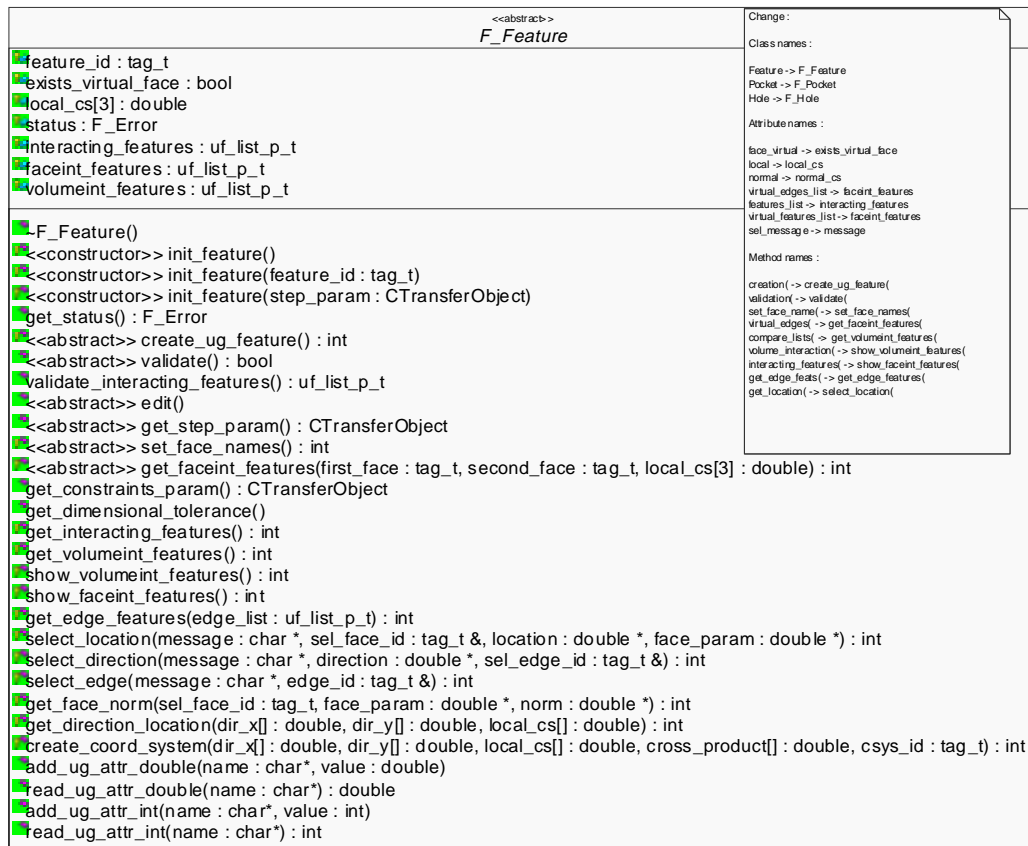 <<abstract>>
F_Feature
feature_id : tag_t
exists_virtual_face : bool
local_cs[3] : double
status : F_Error
interacting_features : uf_list_p_t
faceint_features : uf_list_p_t
volumeint_features : uf_list_p_t
~F_Feature()
<<constructor>> init_feature()
<<constructor>> init_feature(feature_id : tag_t)
<<constructor>> init_feature(step_param : CTransferObject)
get_status() : F_Error
<<abstract>> create_ug_feature() : int
<<abstract>> validate() : bool
validate_interacting_features() : uf_list_p_t
<<abstract>> edit()
<<abstract>> get_step_param() : CTransferObject
<<abstract>> set_face_names() : int
<<abstract>> get_faceint_features(first_face : tag_t, second_face : tag_t, local_cs[3] : double) : int
get_constraints_param() : CTransferObject
get_dimensional_tolerance()
get_interacting_features() : int
get_volumeint_features() : int
show_volumeint_features() : int
show_faceint_features() : int
get_edge_features(edge_list : uf_list_p_t) : int
select_location(message : char *, sel_face_id : tag_t &, location : double *, face_param : double *) : int
select_direction(message : char *, direction : double *, sel_edge_id : tag_t &) : int
select_edge(message : char *, edge_id : tag_t &) : int
get_face_norm(sel_face_id : tag_t, face_param : double *, norm : double *) : int
get_direction_location(dir_x[] : double, dir_y[] : double, local_cs[] : double) : int
create_coord_system(dir_x[] : double, dir_y[] : double, local_cs[] : double, cross_product[] : double, csys_id : tag_t) : int
add_ug_attr_double(name : char*, value : double)
read_ug_attr_double(name : char*) : double
add_ug_attr_int(name : char*, value : int)
read_ug_attr_int(name : char*) : int
Change :
Class names :
Feature -> F_Feature
Pocket -> F_Pocket
Hole -> F_Hole
Attribute names :
face_virtual -> exists_virtual_face
local -> local_cs
normal -> normal_cs
virtual_edges_list -> faceint_features
features_list -> interacting_features
virtual_features_list -> faceint_features
sel_message -> message
Method names :
creation( -> create_ug_feature(
validation( -> validate(
set_face_name( -> set_face_names(
virtual_edges( -> get_faceint_features(
compare_lists( -> get_volumeint_features(
volume_interaction( -> show_volumeint_features(
interacting_features( -> show_faceint_features(
get_edge_feats( -> get_edge_features(
get_location( -> select_location(